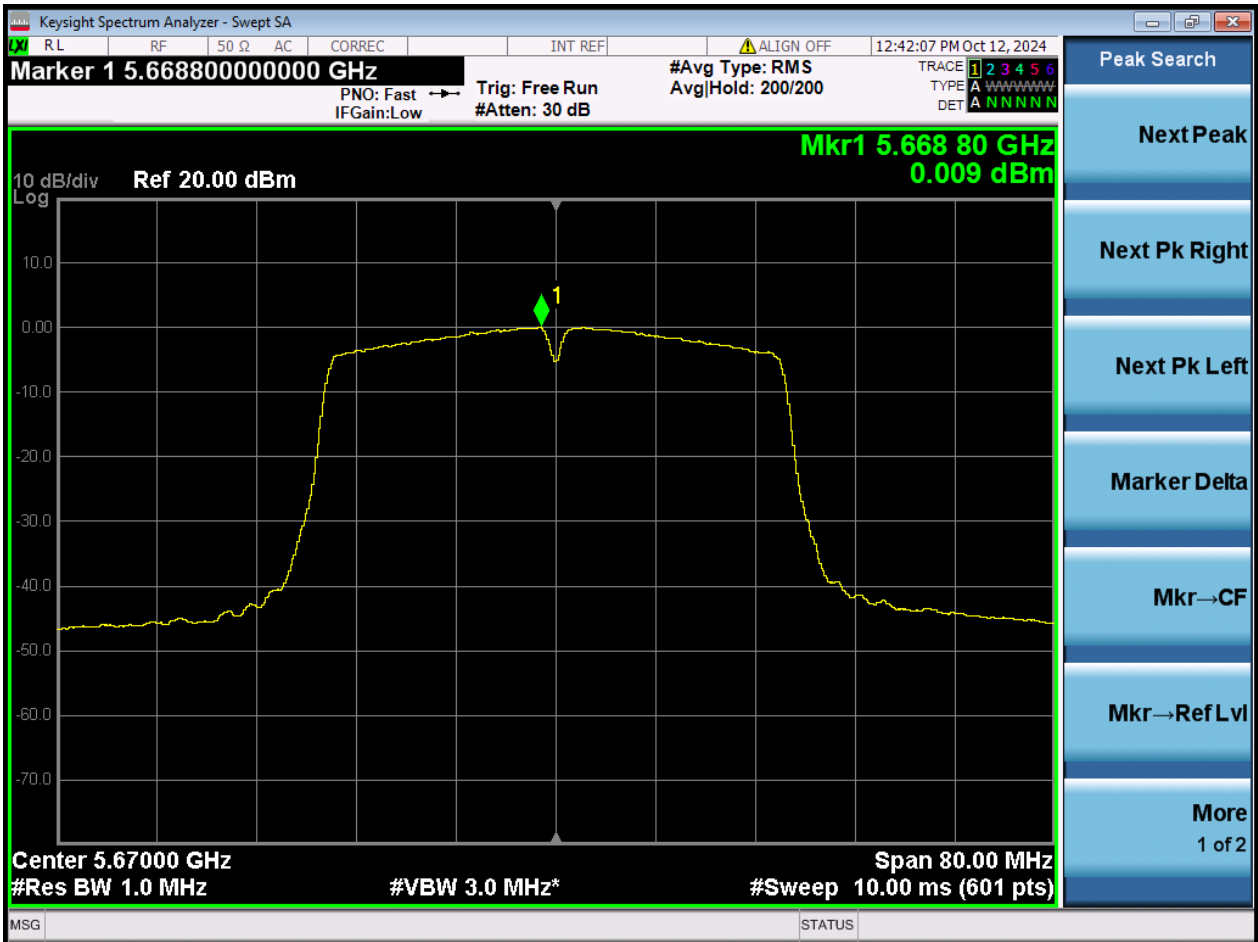 Keysight Spectrum Analyzer - Swept SA
LXI RL RF 50 Ω AC CORREC INT REF ALIGN OFF 12:42:07 PM Oct 12, 2024
Marker 1 5.668800000000 GHz
PNO: Fast
IFGain:Low
Trig: Free Run
#Atten: 30 dB
#Avg Type: RMS
Avg|Hold: 200/200
TRACE 1 2 3 4 5 6
TYPE A WWWWW
DET A N N N N N
Mkr1 5.668 80 GHz
0.009 dBm
10 dB/div Ref 20.00 dBm
Log
10.0
1
0.00
-10.0
-20.0
-30.0
-40.0
-50.0
-60.0
-70.0
Center 5.67000 GHz Span 80.00 MHz
#Res BW 1.0 MHz #VBW 3.0 MHz* #Sweep 10.00 ms (601 pts)
MSG STATUS
Peak Search
Next Peak
Next Pk Right
Next Pk Left
Marker Delta
Mkr→CF
Mkr→Ref Lvl
More
1 of 2